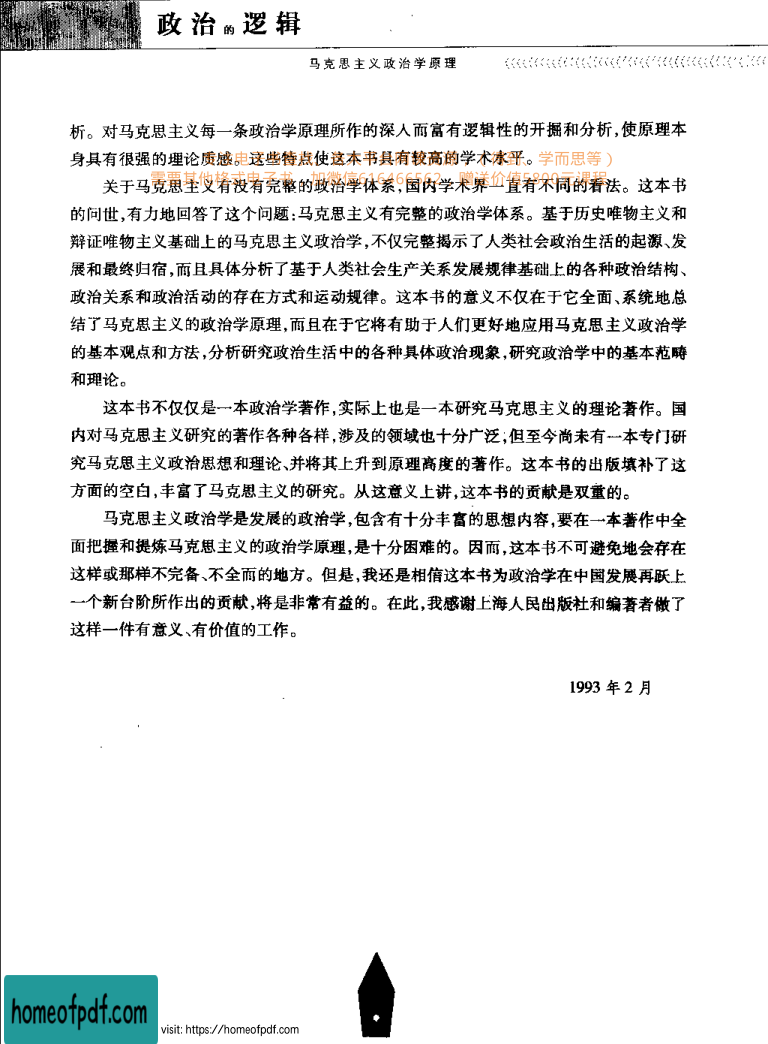 政治的逻辑
马克思主义政治学原理
析。对马克思主义每一条政治学原理所作的深入而富有逻辑性的开掘和分析,使原理本
身具有很强的理论质感。这些特点使这本书具有较高的学术水平。
学而思等)
需要其他格式电子书,加微信616466562,赠送价值5800元课程
关于马克思主义有没有完整的政治学体系,国内学术界一直有不同的看法。这本书
的问世,有力地回答了这个问题:马克思主义有完整的政治学体系。基于历史唯物主义和
辩证唯物主义基础上的马克思主义政治学,不仅完整揭示了人类社会政治生活的起源、发
展和最终归宿,而且具体分析了基于人类社会生产关系发展规律基础上的各种政治结构、
政治关系和政治活动的存在方式和运动规律。这本书的意义不仅在于它全面、系统地总
结了马克思主义的政治学原理,而且在于它将有助于人们更好地应用马克思主义政治学
的基本观点和方法,分析研究政治生活中的各种具体政治现象,研究政治学中的基本范畴
和理论。
这本书不仅仅是一本政治学著作,实际上也是一本研究马克思主义的理论著作。国
内对马克思主义研究的著作各种各样,涉及的领域也十分广泛;但至今尚未有一本专门研
究马克思主义政治思想和理论、并将其上升到原理高度的著作。这本书的出版填补了这
方面的空白,丰富了马克思主义的研究。从这意义上讲,这本书的贡献是双重的。
马克思主义政治学是发展的政治学,包含有十分丰富的思想内容,要在一本著作中全
面把握和提炼马克思主义的政治学原理,是十分困难的。因而,这本书不可避免地会存在
这样或那样不完备、不全面的地方。但是,我还是相信这本书为政治学在中国发展再跃上
一个新台阶所作出的贡献,将是非常有益的。在此,我感谢上海人民出版社和编著者做了
这样一件有意义、有价值的工作。
1993 年 2 月
homeofpdf.com
visit: https://homeofpdf.com